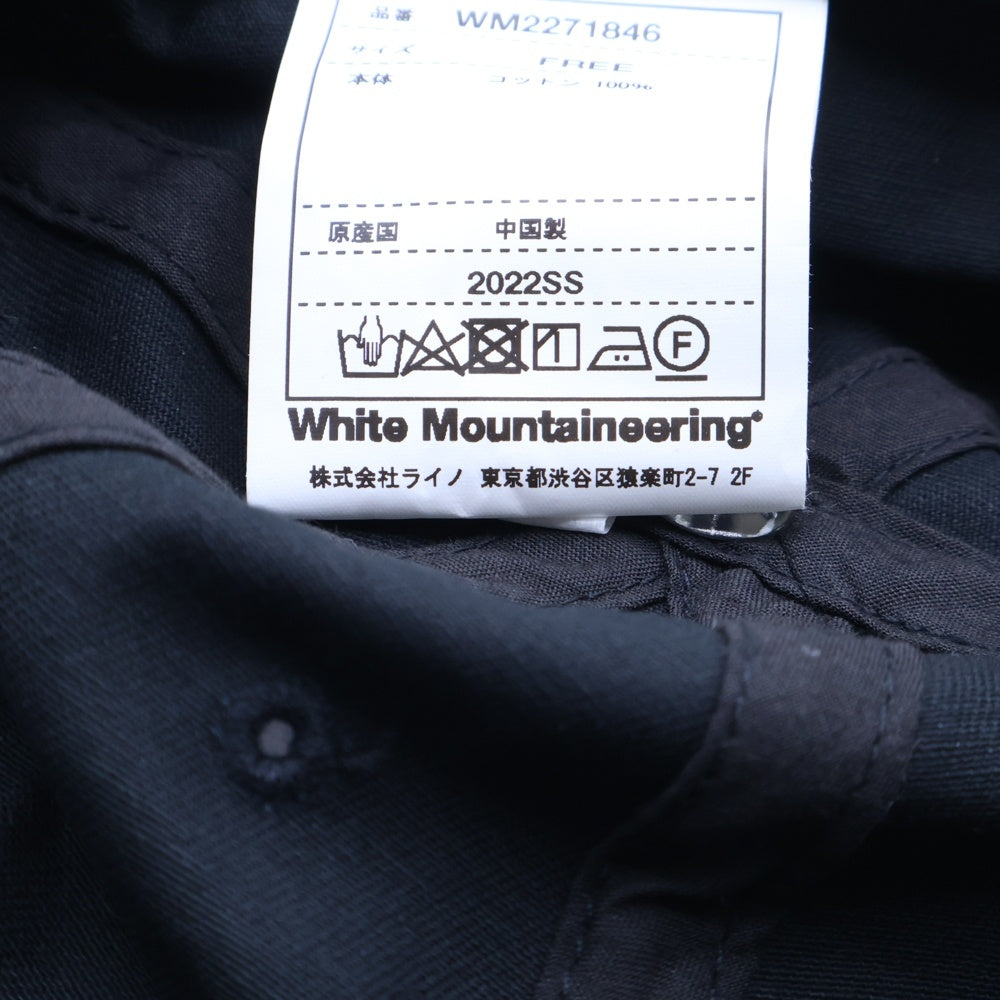 品番 WM2271846
サイズ FREE
本体 コットン 100%
原産国 中国製
2022SS
F
White Mountaineering
株式会社ライノ 東京都渋谷区猿楽町2-7 2F